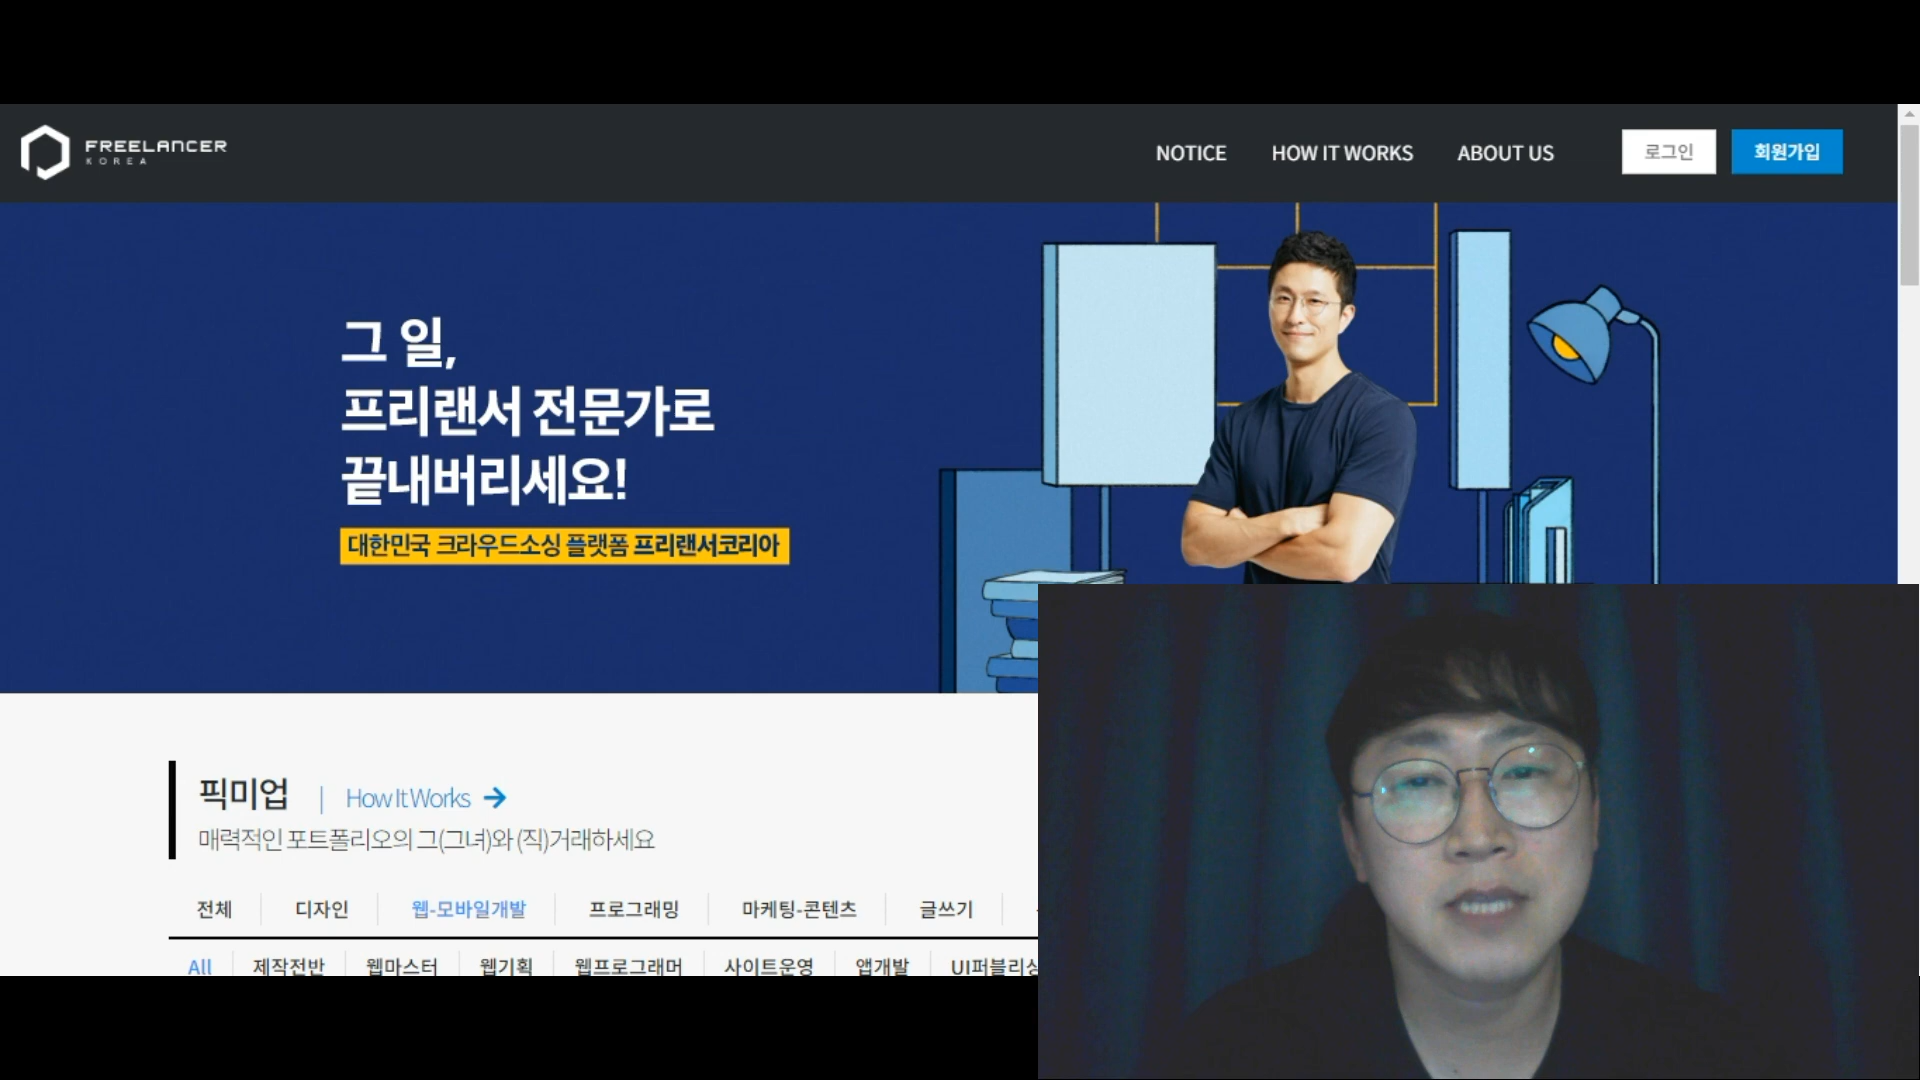 FREELANCER
KOREA
NOTICE
HOW IT WORKS
ABOUT US
로그인
회원가입
그 일,
프리랜서 전문가로
끝내버리세요!
대한민국 크라우드소싱 플랫폼 프리랜서코리아
픽미업 | How It Works →
매력적인 포트폴리오의 그(그녀)와 (직)거래하세요
전체 디자인 웹-모바일개발 프로그래밍 마케팅-콘텐츠 글쓰기
All 제작전반 웹마스터 웹기획 웹프로그래머 사이트운영 앱개발 UI퍼블리싱